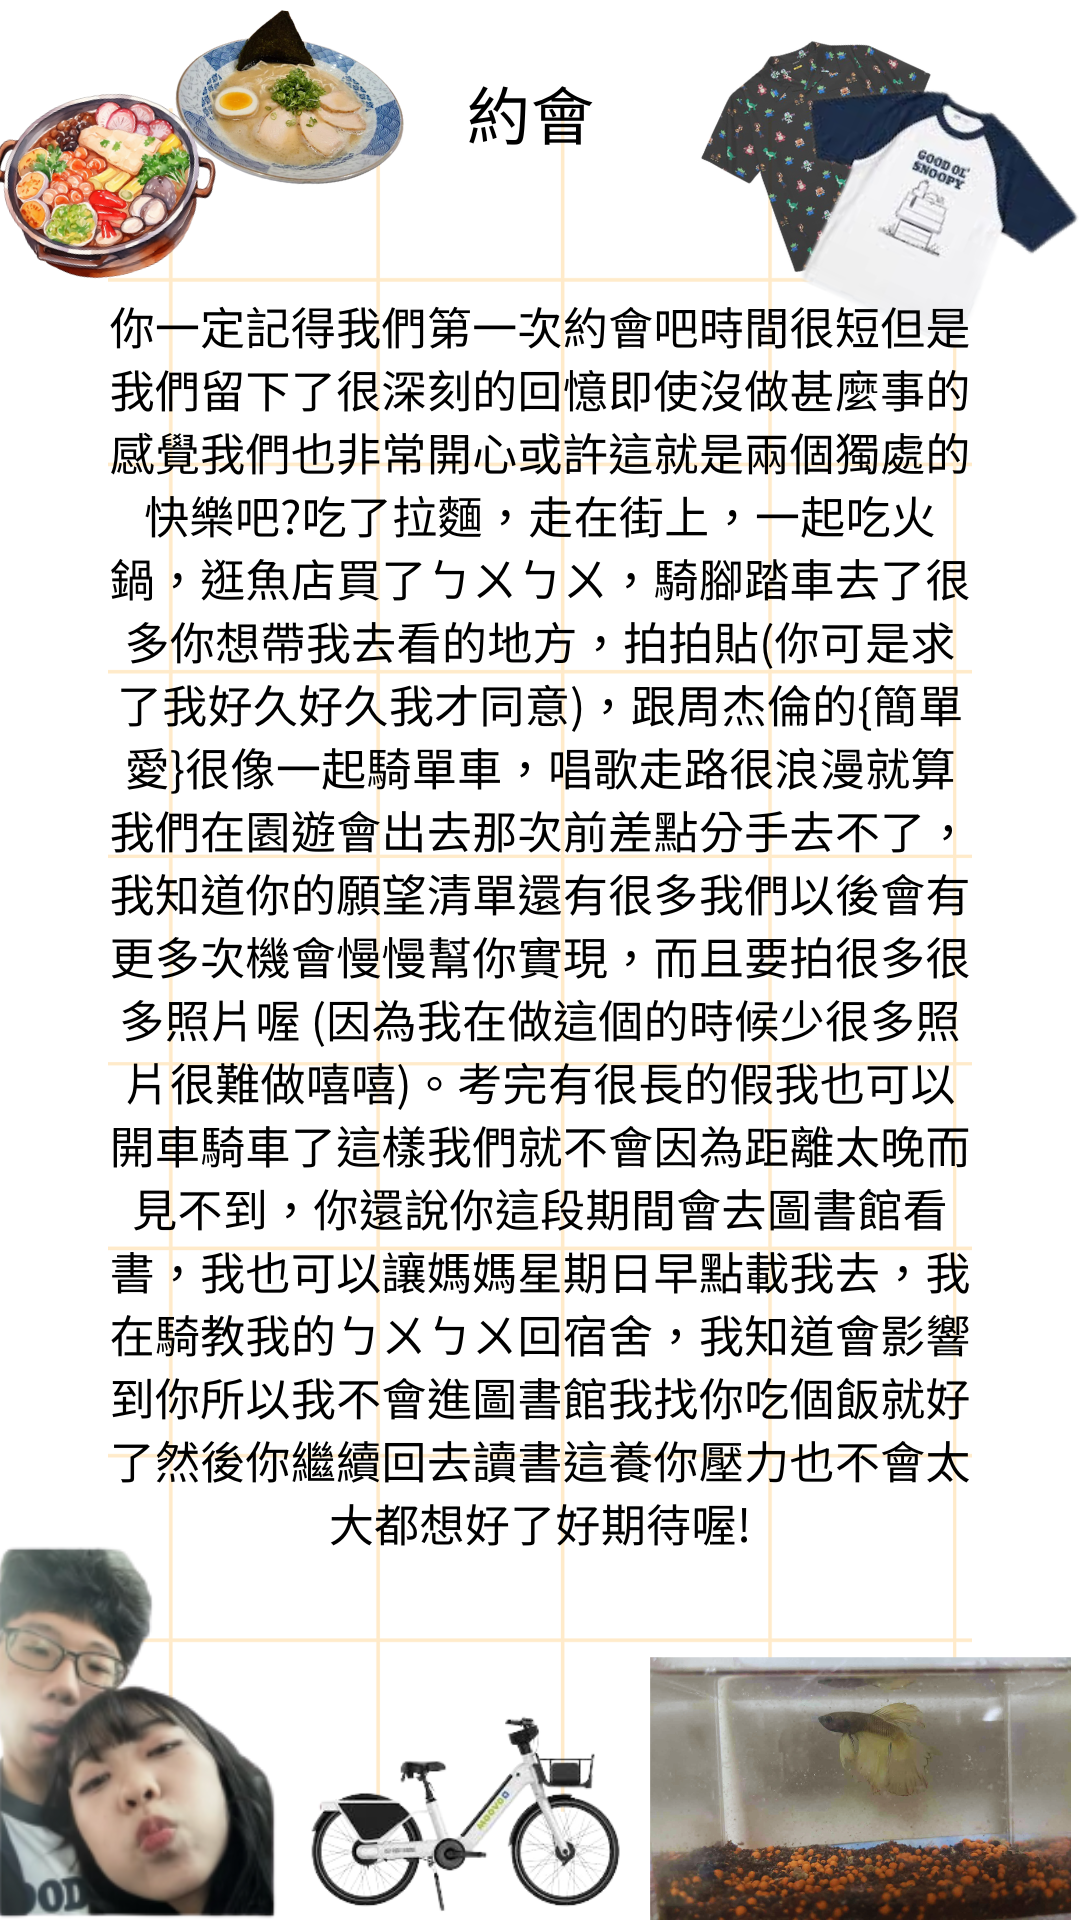 約會
GOOD OL'
SNOOPY
你一定記得我們第一次約會吧時間很短但是
我們留下了很深刻的回憶即使沒做甚麼事的
感覺我們也非常開心或許這就是兩個獨處的
快樂吧?吃了拉麵，走在街上，一起吃火
鍋，逛魚店買了ㄅㄨㄅㄨ，騎腳踏車去了很
多你想帶我去看的地方，拍拍貼(你可是求
了我好久好久我才同意)，跟周杰倫的{簡單
愛}很像一起騎單車，唱歌走路很浪漫就算
我們在園遊會出去那次前差點分手去不了，
我知道你的願望清單還有很多我們以後會有
更多次機會慢慢幫你實現，而且要拍很多很
多照片喔 (因為我在做這個的時候少很多照
片很難做嘻嘻)。考完有很長的假我也可以
開車騎車了這樣我們就不會因為距離太晚而
見不到，你還說你這段期間會去圖書館看
書，我也可以讓媽媽星期日早點載我去，我
在騎教我的ㄅㄨㄅㄨ回宿舍，我知道會影響
到你所以我不會進圖書館我找你吃個飯就好
了然後你繼續回去讀書這養你壓力也不會太
大都想好了好期待喔!
OOD
MOOVO